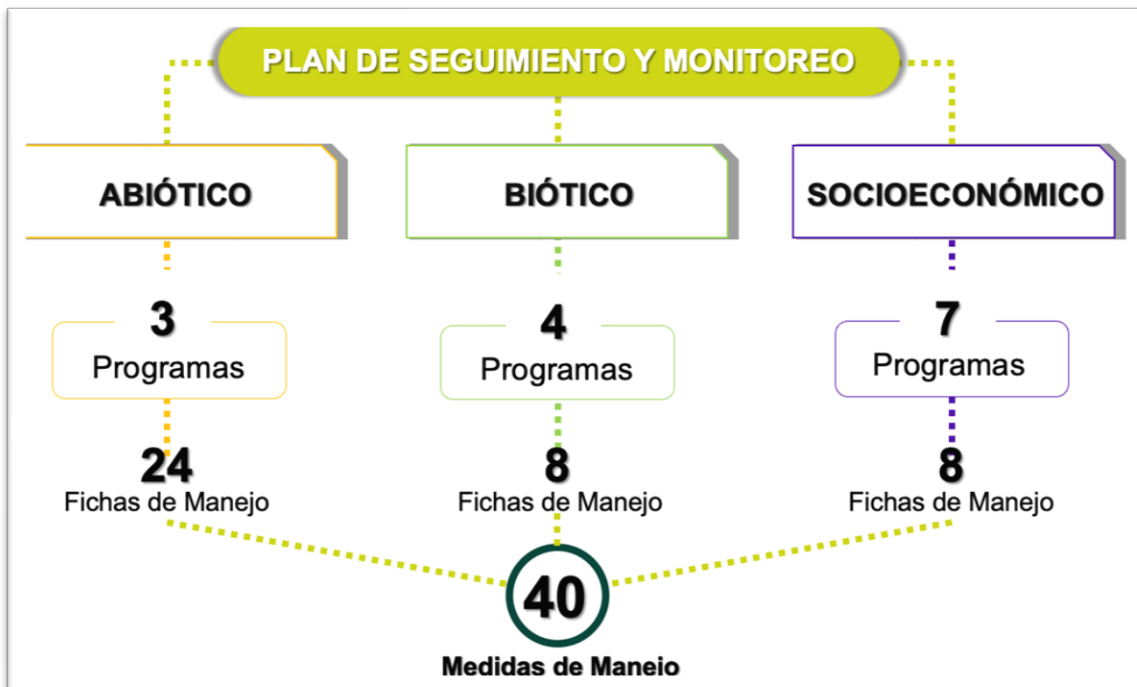 PLAN DE SEGUIMIENTO Y MONITOREO
ABIÓTICO
BIÓTICO
SOCIOECONÓMICO
3
Programas
4
Programas
7
Programas
24
Fichas de Manejo
8
Fichas de Manejo
8
Fichas de Manejo
40
Medidas de Manejo